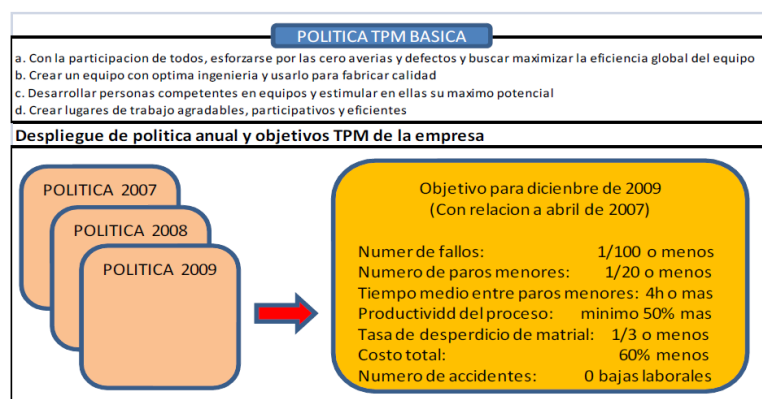 POLITICA TPM BASICA
a. Con la participacion de todos, esforzarse por las cero averias y defectos y buscar maximizar la eficiencia global del equipo
b. Crear un equipo con optima ingenieria y usarlo para fabricar calidad
c. Desarrollar personas competentes en equipos y estimular en ellas su maximo potencial
d. Crear lugares de trabajo agradables, participativos y eficientes
Despliegue de politica anual y objetivos TPM de la empresa
POLITICA 2007
POLITICA 2008
POLITICA 2009
Objetivo para dicienbre de 2009
(Con relacion a abril de 2007)
Numer de fallos: 1/100 o menos
Numero de paros menores: 1/20 o menos
Tiempo medio entre paros menores: 4h o mas
Productividd del proceso: minimo 50% mas
Tasa de desperdicio de matrial: 1/3 o menos
Costo total: 60% menos
Numero de accidentes: 0 bajas laborales